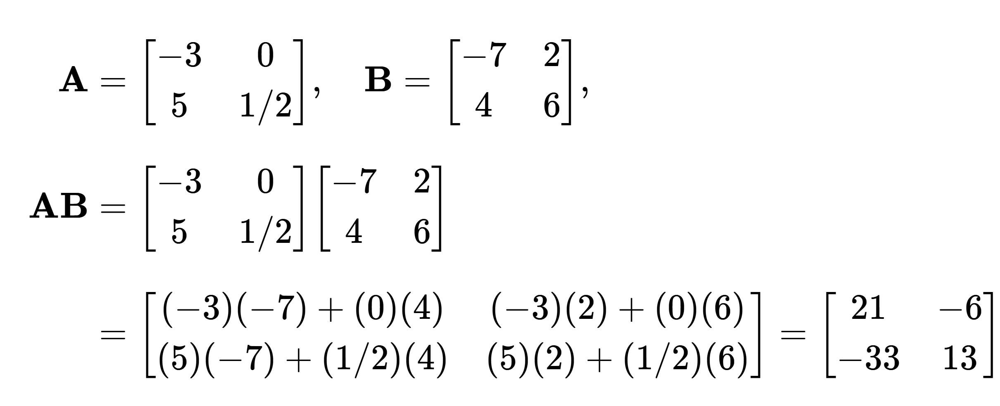 A = [−3 0; 5 1/2], B = [−7 2; 4 6],
AB = [−3 0; 5 1/2] [−7 2; 4 6]
= [(−3)(−7) + (0)(4) (−3)(2) + (0)(6); (5)(−7) + (1/2)(4) (5)(2) + (1/2)(6)] = [21 −6; −33 13]